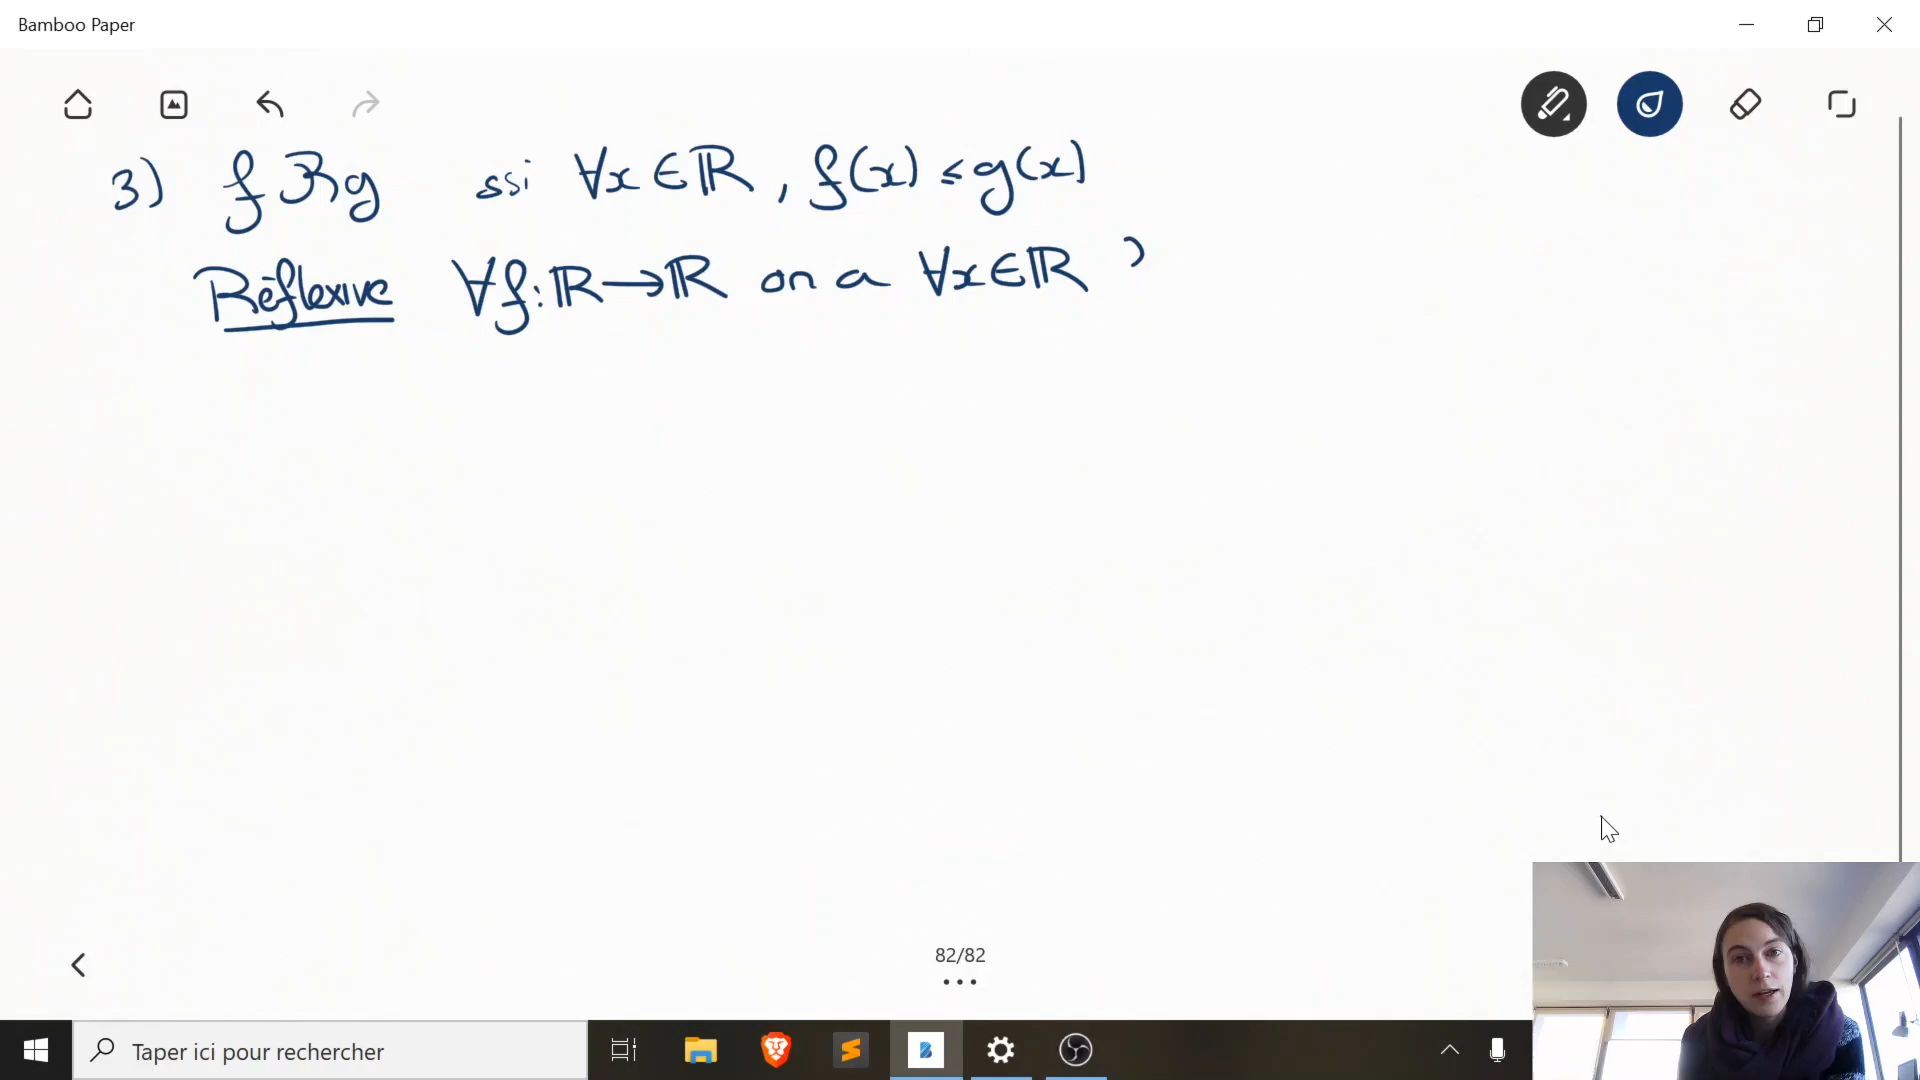 Bamboo Paper
3) f R g ssi ∀x∈ℝ, f(x) ≤ g(x)
Réflexive ∀f:ℝ→ℝ on a ∀x∈ℝ
82/82
Taper ici pour rechercher